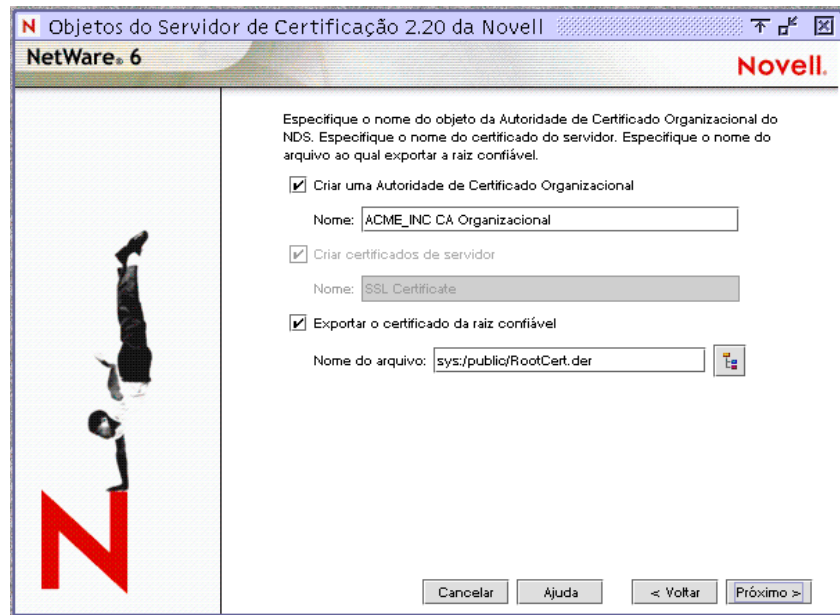 N Objetos do Servidor de Certificação 2.20 da Novell
NetWare® 6
Novell.
Especifique o nome do objeto da Autoridade de Certificado Organizacional do
NDS. Especifique o nome do certificado do servidor. Especifique o nome do
arquivo ao qual exportar a raiz confiável.
Criar uma Autoridade de Certificado Organizacional
Nome: ACME_INC CA Organizacional
Criar certificados de servidor
Nome: SSL Certificate
Exportar o certificado da raiz confiável
Nome do arquivo: sys:/public/RootCert.der
N
Cancelar Ajuda < Voltar Próximo >